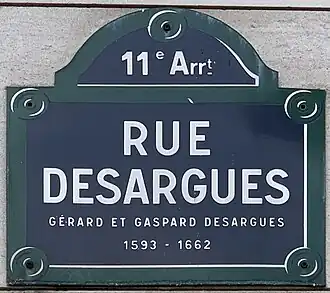 11e Arrt
RUE
DESARGUES
GÉRARD ET GASPARD DESARGUES
1593 - 1662